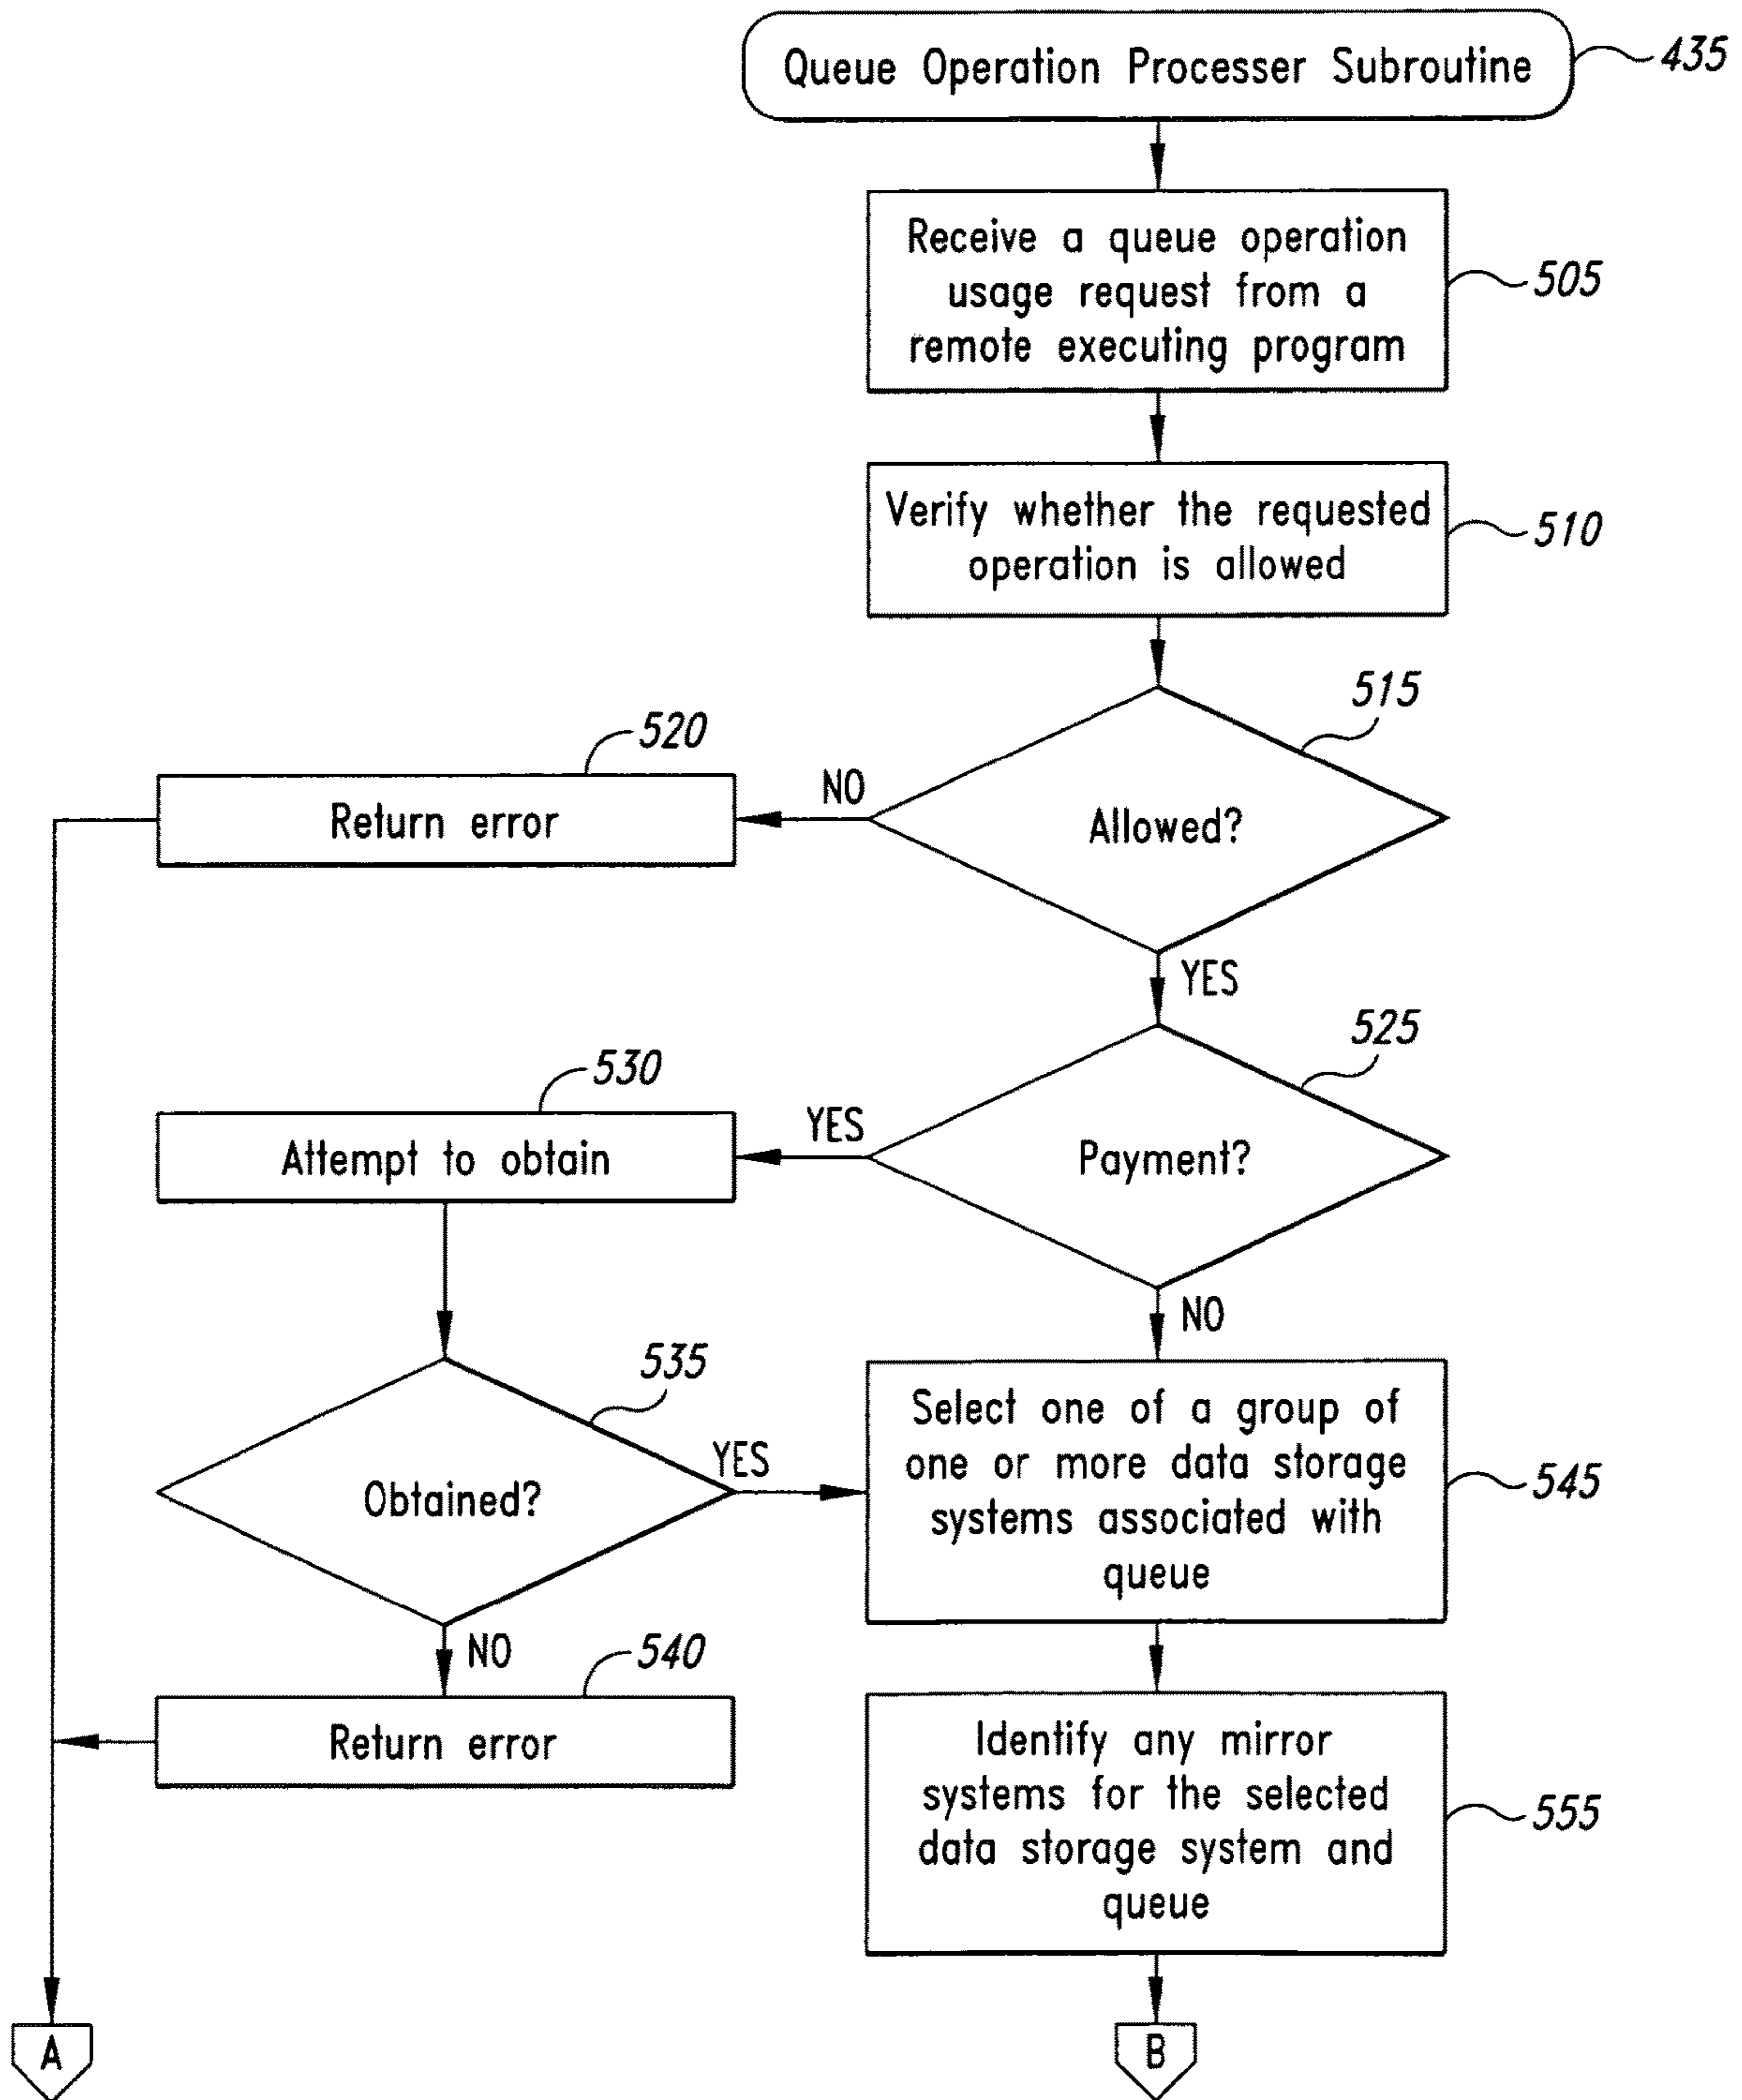 Queue Operation Processer Subroutine
435
Receive a queue operation
usage request from a
remote executing program
505
Verify whether the requested
operation is allowed
510
515
520
NO
Return error
Allowed?
YES
525
530
YES
Attempt to obtain
Payment?
NO
535
Select one of a group of
one or more data storage
systems associated with
queue
545
YES
Obtained?
NO
540
Return error
Identify any mirror
systems for the selected
data storage system and
queue
555
A
B